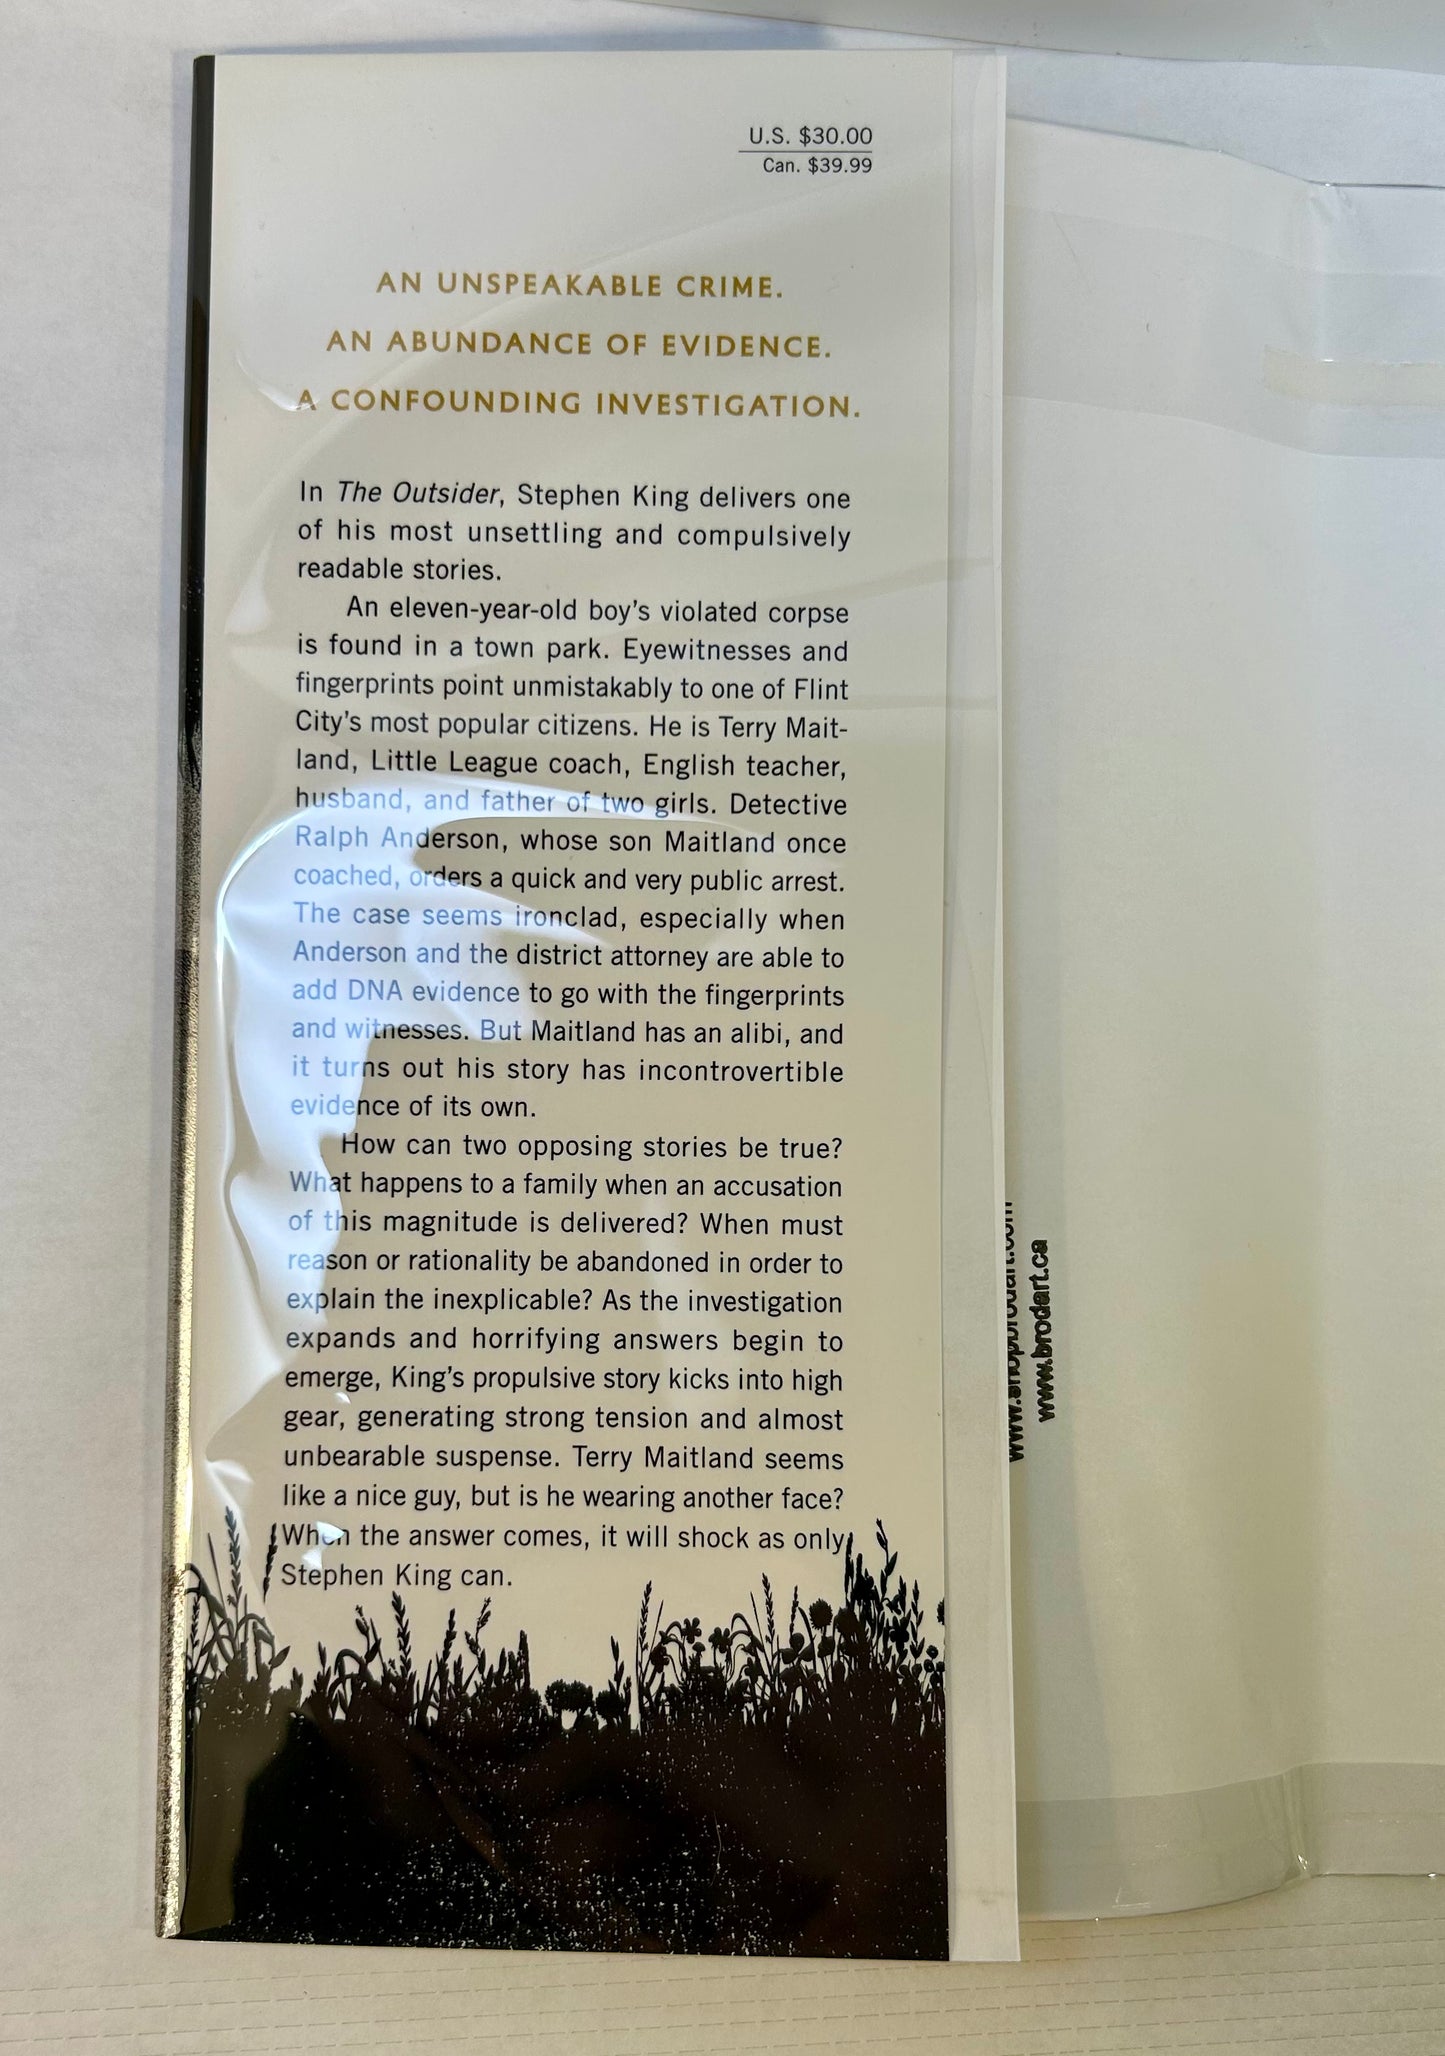 U.S. $30.00
Can. $39.99
AN UNSPEAKABLE CRIME.
AN ABUNDANCE OF EVIDENCE.
A CONFOUNDING INVESTIGATION.
In The Outsider, Stephen King delivers one
of his most unsettling and compulsively
readable stories.
An eleven-year-old boy’s violated corpse
is found in a town park. Eyewitnesses and
fingerprints point unmistakably to one of Flint
City’s most popular citizens. He is Terry Mait-
land, Little League coach, English teacher,
husband, and father of two girls. Detective
Ralph Anderson, whose son Maitland once
coached, orders a quick and very public arrest.
The case seems ironclad, especially when
Anderson and the district attorney are able to
add DNA evidence to go with the fingerprints
and witnesses. But Maitland has an alibi, and
it turns out his story has incontrovertible
evidence of its own.
How can two opposing stories be true?
What happens to a family when an accusation
of this magnitude is delivered? When must
reason or rationality be abandoned in order to
explain the inexplicable? As the investigation
expands and horrifying answers begin to
emerge, King’s propulsive story kicks into high
gear, generating strong tension and almost
unbearable suspense. Terry Maitland seems
like a nice guy, but is he wearing another face?
When the answer comes, it will shock as only
Stephen King can.
www.shopbrodart.com
www.brodart.ca